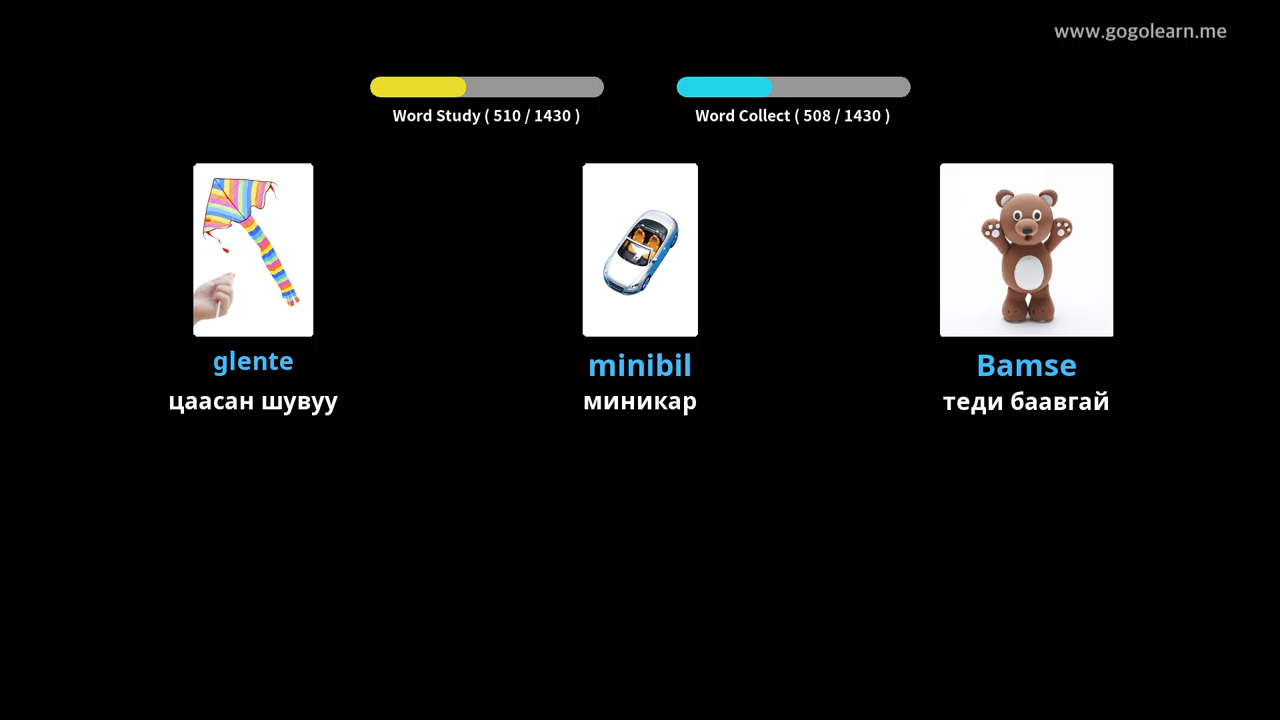 www.gogolearn.me
Word Study ( 510 / 1430 )
Word Collect ( 508 / 1430 )
glente
minibil
Bamse
цаасан шувуу
миникар
теди баавгай